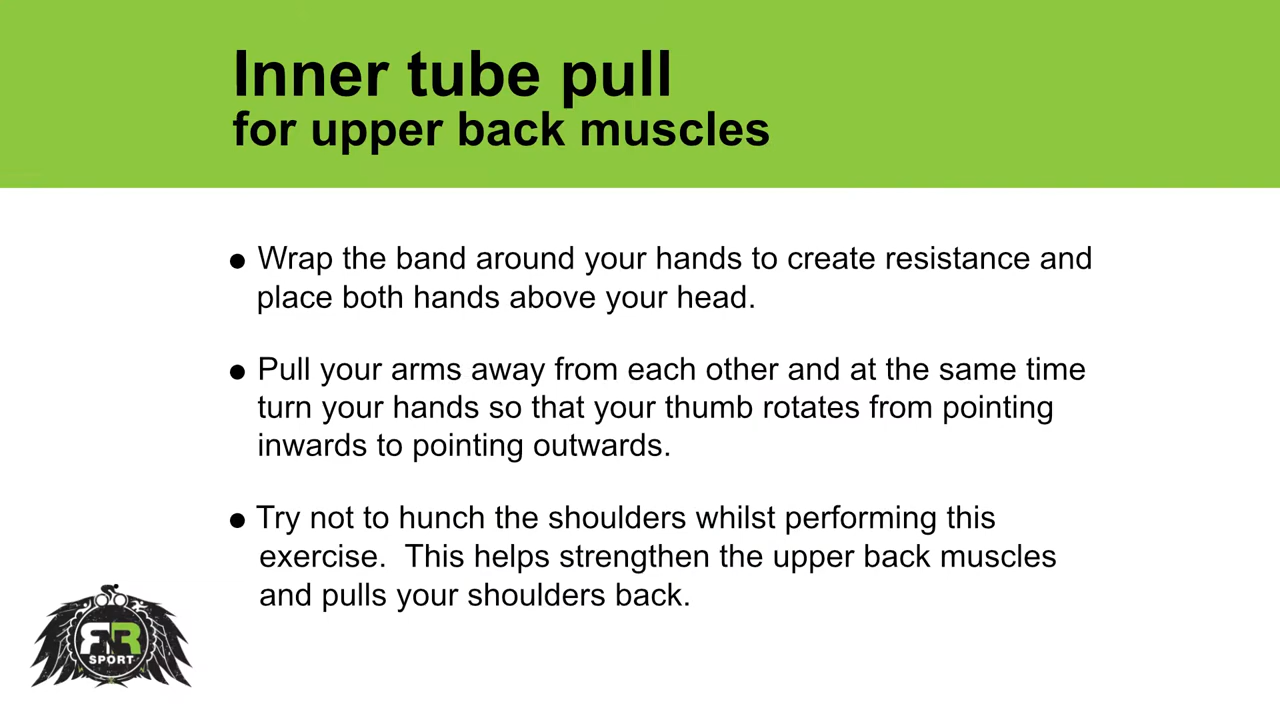 Inner tube pull
for upper back muscles
● Wrap the band around your hands to create resistance and
place both hands above your head.
● Pull your arms away from each other and at the same time
turn your hands so that your thumb rotates from pointing
inwards to pointing outwards.
● Try not to hunch the shoulders whilst performing this
exercise.  This helps strengthen the upper back muscles
and pulls your shoulders back.
RNR
SPORT